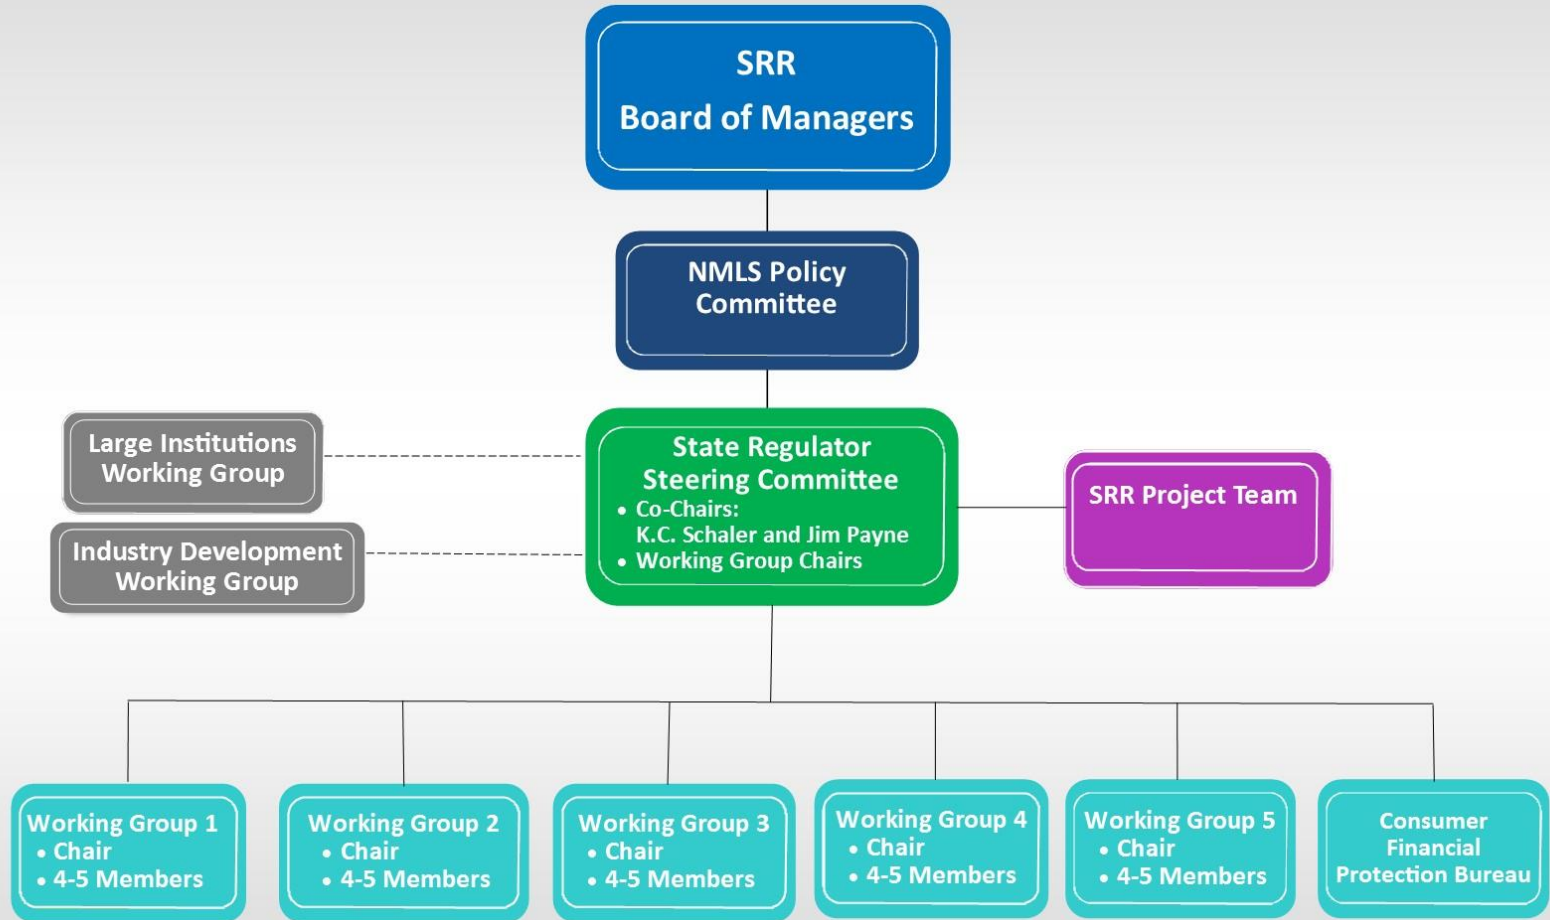 SRR
Board of Managers
NMLS Policy
Committee
Large Institutions
Working Group
Industry Development
Working Group
State Regulator
Steering Committee
• Co-Chairs:
K.C. Schaler and Jim Payne
• Working Group Chairs
SRR Project Team
Working Group 1
• Chair
• 4-5 Members
Working Group 2
• Chair
• 4-5 Members
Working Group 3
• Chair
• 4-5 Members
Working Group 4
• Chair
• 4-5 Members
Working Group 5
• Chair
• 4-5 Members
Consumer
Financial
Protection Bureau